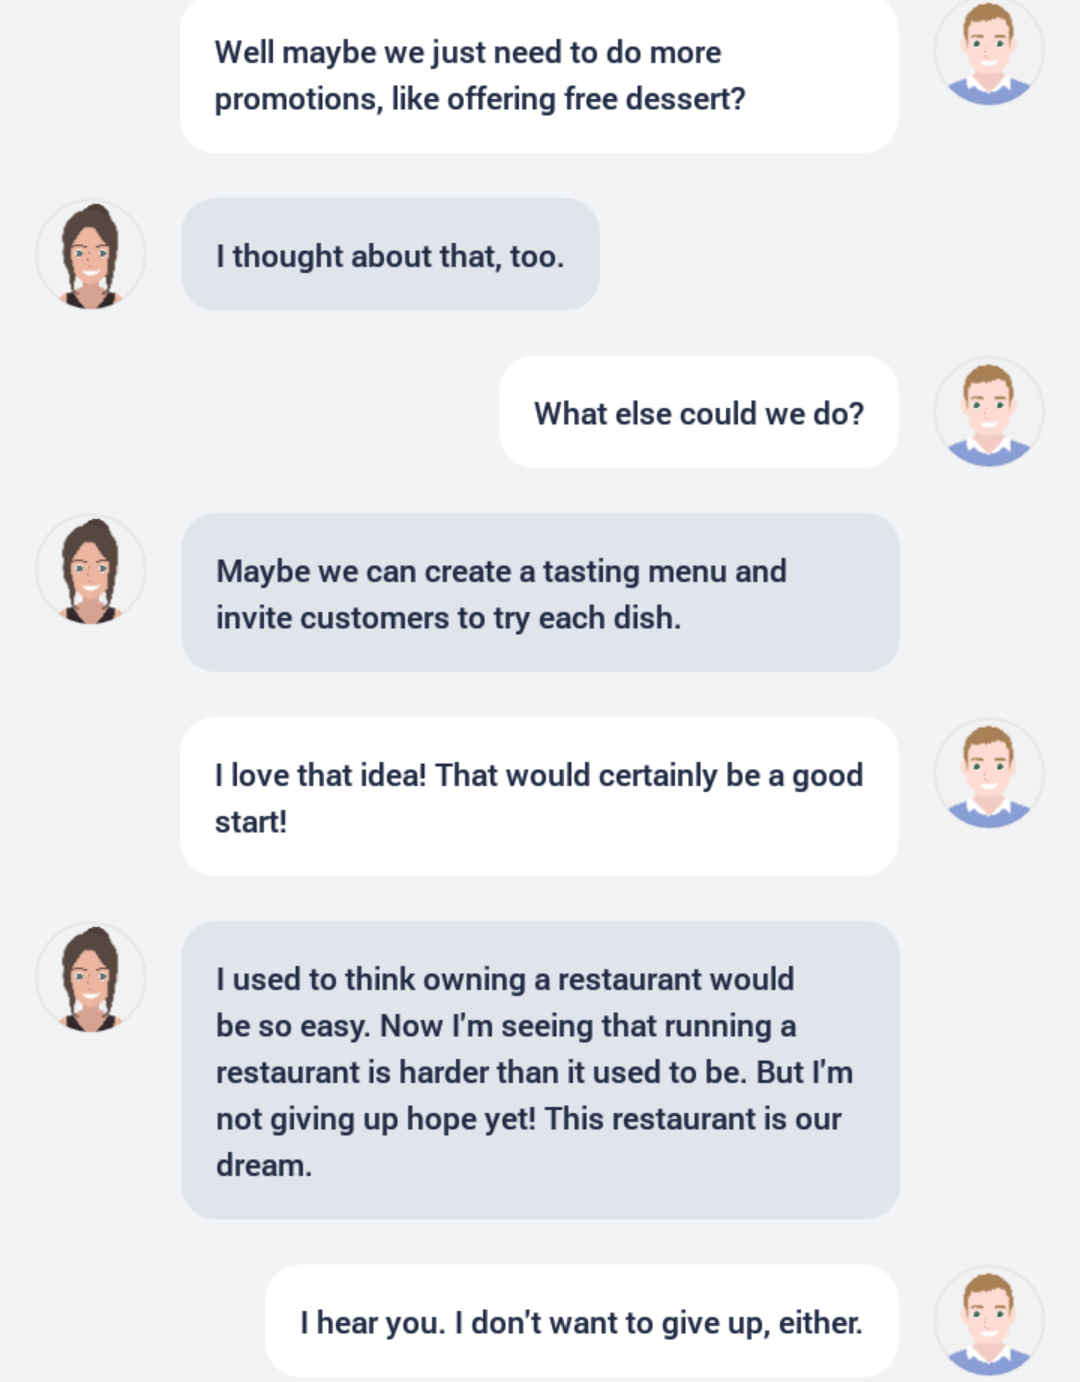 Well maybe we just need to do more
promotions, like offering free dessert?
I thought about that, too.
What else could we do?
Maybe we can create a tasting menu and
invite customers to try each dish.
I love that idea! That would certainly be a good
start!
I used to think owning a restaurant would
be so easy. Now I'm seeing that running a
restaurant is harder than it used to be. But I'm
not giving up hope yet! This restaurant is our
dream.
I hear you. I don't want to give up, either.